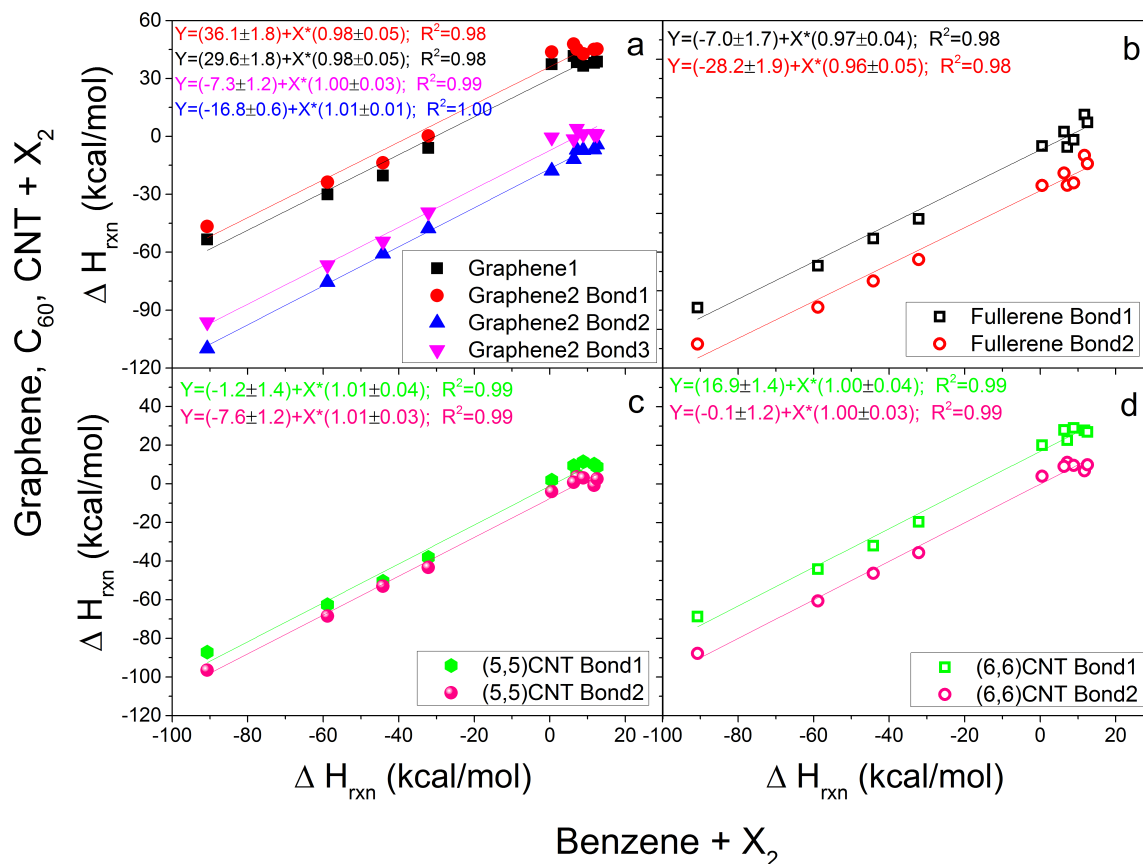 Graphene, C60, CNT + X2
Δ Hrxn (kcal/mol)
60
30
0
-30
-60
-90
-120
Y=(36.1±1.8)+X*(0.98±0.05); R2=0.98
Y=(29.6±1.8)+X*(0.98±0.05); R2=0.98
Y=(-7.3±1.2)+X*(1.00±0.03); R2=0.99
Y=(-16.8±0.6)+X*(1.01±0.01); R2=1.00
a
Graphene1
Graphene2 Bond1
Graphene2 Bond2
Graphene2 Bond3
Y=(-7.0±1.7)+X*(0.97±0.04); R2=0.98
Y=(-28.2±1.9)+X*(0.96±0.05); R2=0.98
b
Fullerene Bond1
Fullerene Bond2
Δ Hrxn (kcal/mol)
40
20
0
-20
-40
-60
-80
-100
-120
Y=(-1.2±1.4)+X*(1.01±0.04); R2=0.99
Y=(-7.6±1.2)+X*(1.01±0.03); R2=0.99
c
(5,5)CNT Bond1
(5,5)CNT Bond2
Y=(16.9±1.4)+X*(1.00±0.04); R2=0.99
Y=(-0.1±1.2)+X*(1.00±0.03); R2=0.99
d
(6,6)CNT Bond1
(6,6)CNT Bond2
-100 -80 -60 -40 -20 0 20
-80 -60 -40 -20 0 20
Δ Hrxn (kcal/mol)
Δ Hrxn (kcal/mol)
Benzene + X2